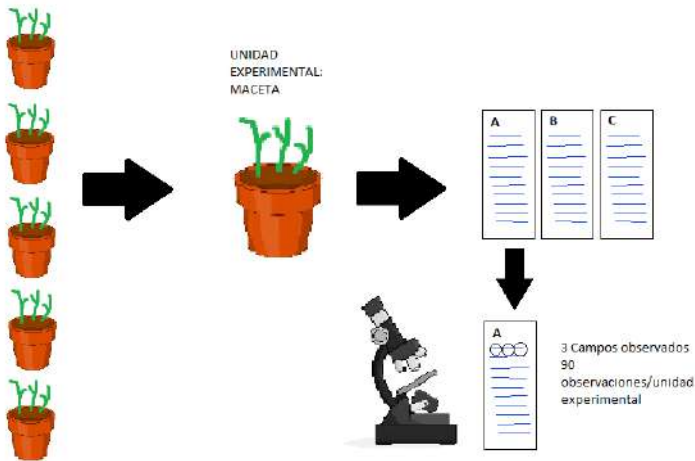 UNIDAD
EXPERIMENTAL:
MACETA
A
B
C
A
3 Campos observados
90
observaciones/unidad
experimental